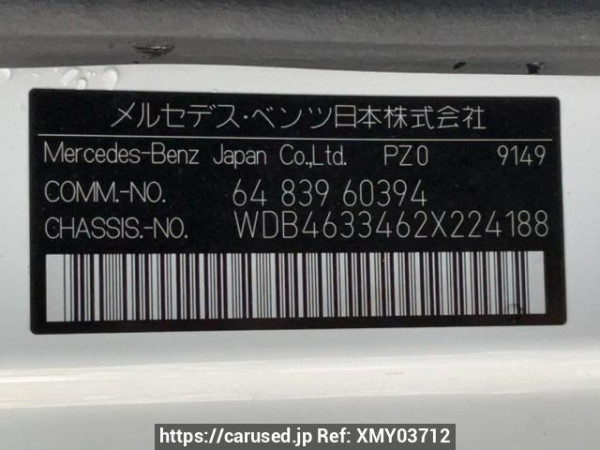 メルセデス・ベンツ日本株式会社
Mercedes-Benz Japan Co.,Ltd. PZ0 9149
COMM.-NO. 64 839 60394
CHASSIS.-NO. WDB4633462X224188
https://carused.jp Ref: XMY03712